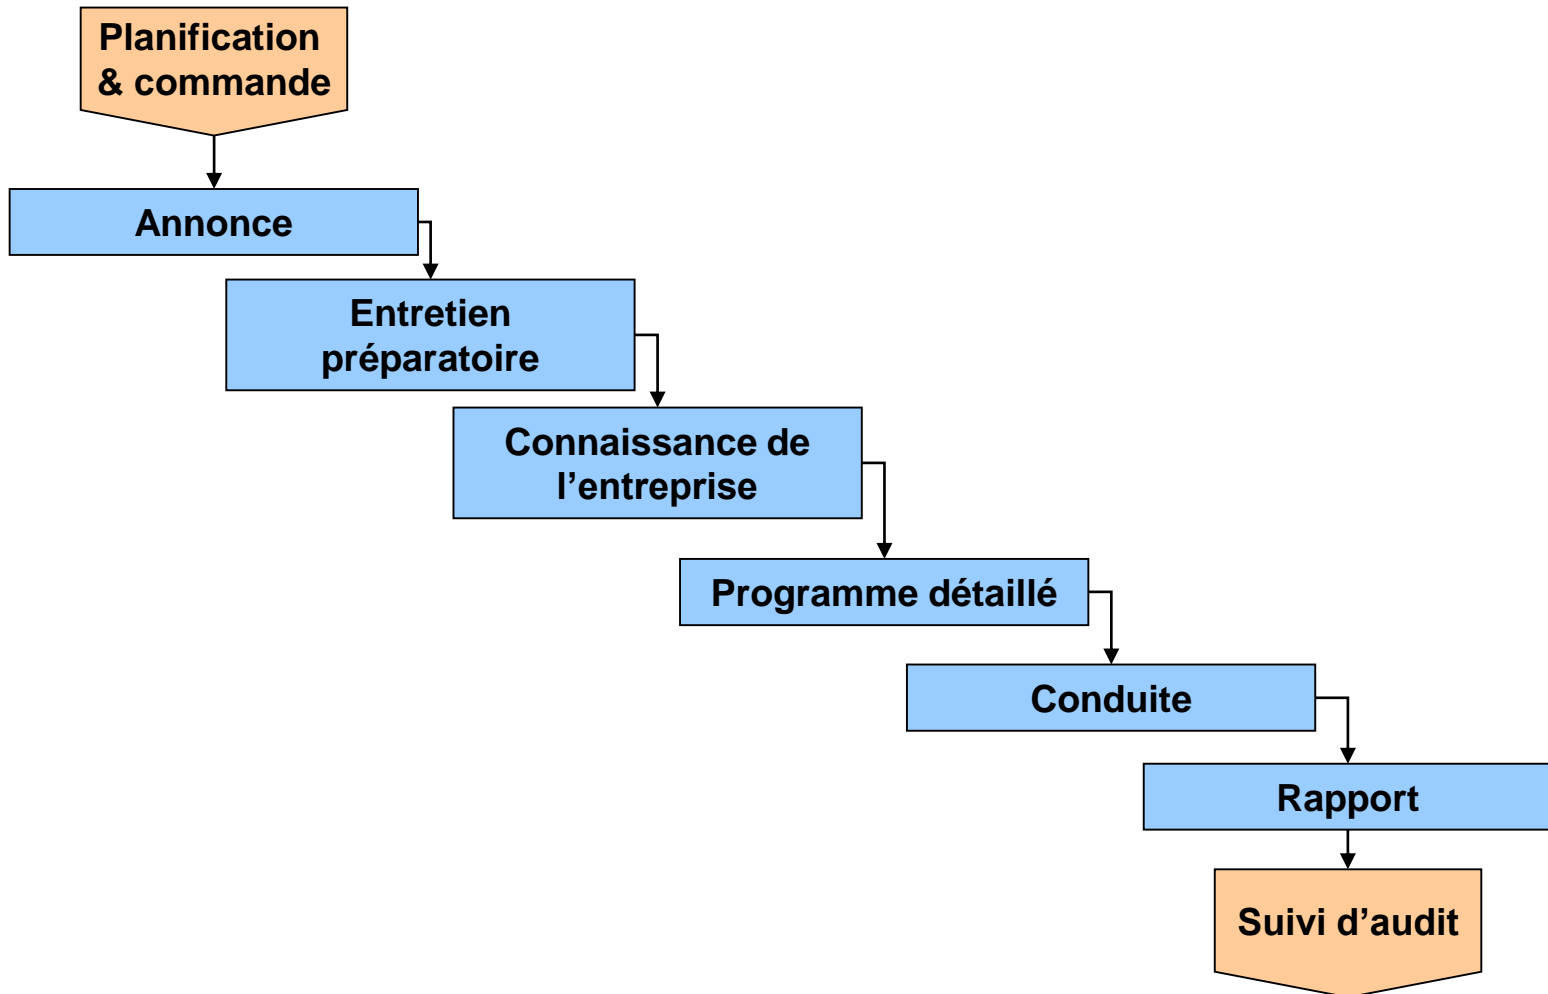 Planification
& commande
Annonce
Entretien
préparatoire
Connaissance de
l’entreprise
Programme détaillé
Conduite
Rapport
Suivi d’audit